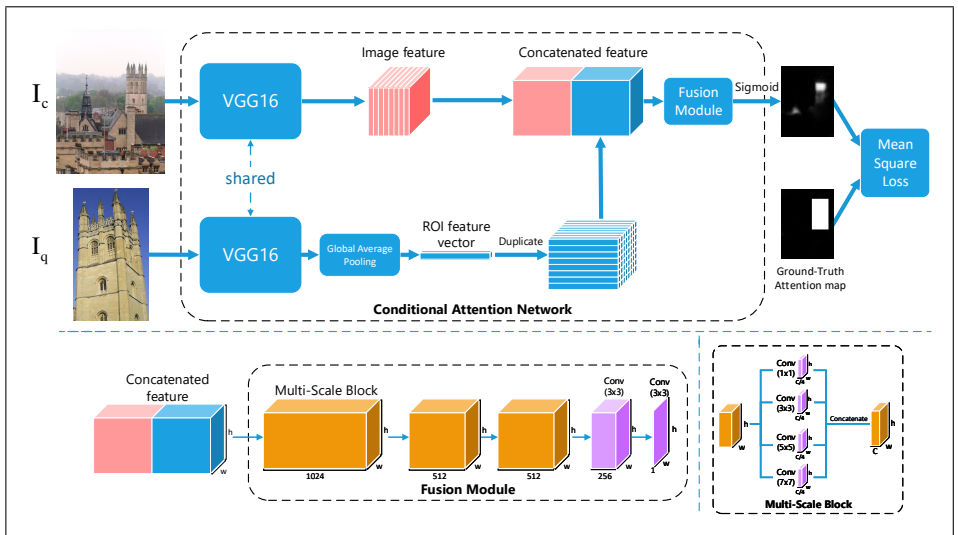 I_c
VGG16
Image feature
Concatenated feature
Fusion
Module
Sigmoid
Mean
Square
Loss
shared
I_q
VGG16
Global Average
Pooling
ROI feature
vector
Duplicate
Ground-Truth
Attention map
Conditional Attention Network
Concatenated
feature
h
w
Multi-Scale Block
1024
h
w
512
h
w
512
h
w
Conv
(3x3)
256
h
w
Conv
(3x3)
1
h
w
Fusion Module
h
w
Conv
(1x1)
h
w
c/4
Conv
(3x3)
h
w
c/4
Conv
(5x5)
h
w
c/4
Conv
(7x7)
h
w
c/4
Concatenate
h
w
C
Multi-Scale Block